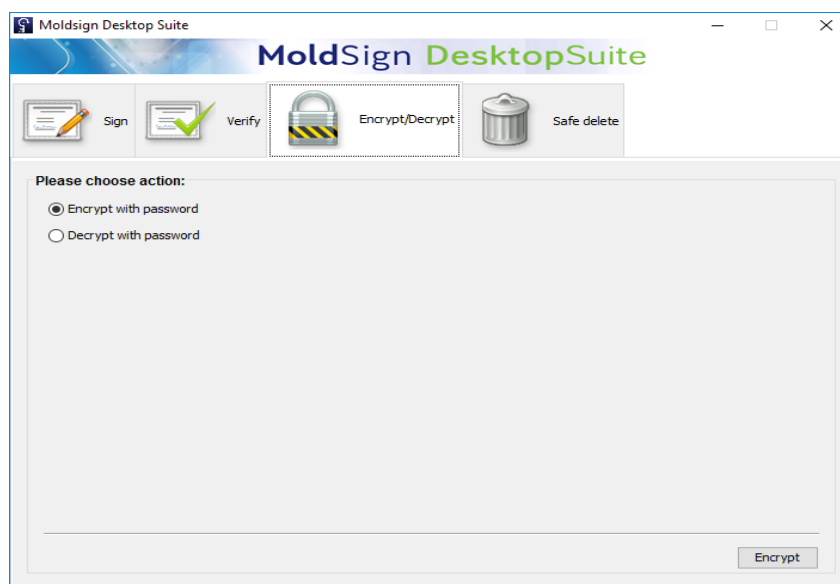 Moldsign Desktop Suite
MoldSign DesktopSuite
Sign
Verify
Encrypt/Decrypt
Safe delete
Please choose action:
Encrypt with password
Decrypt with password
Encrypt